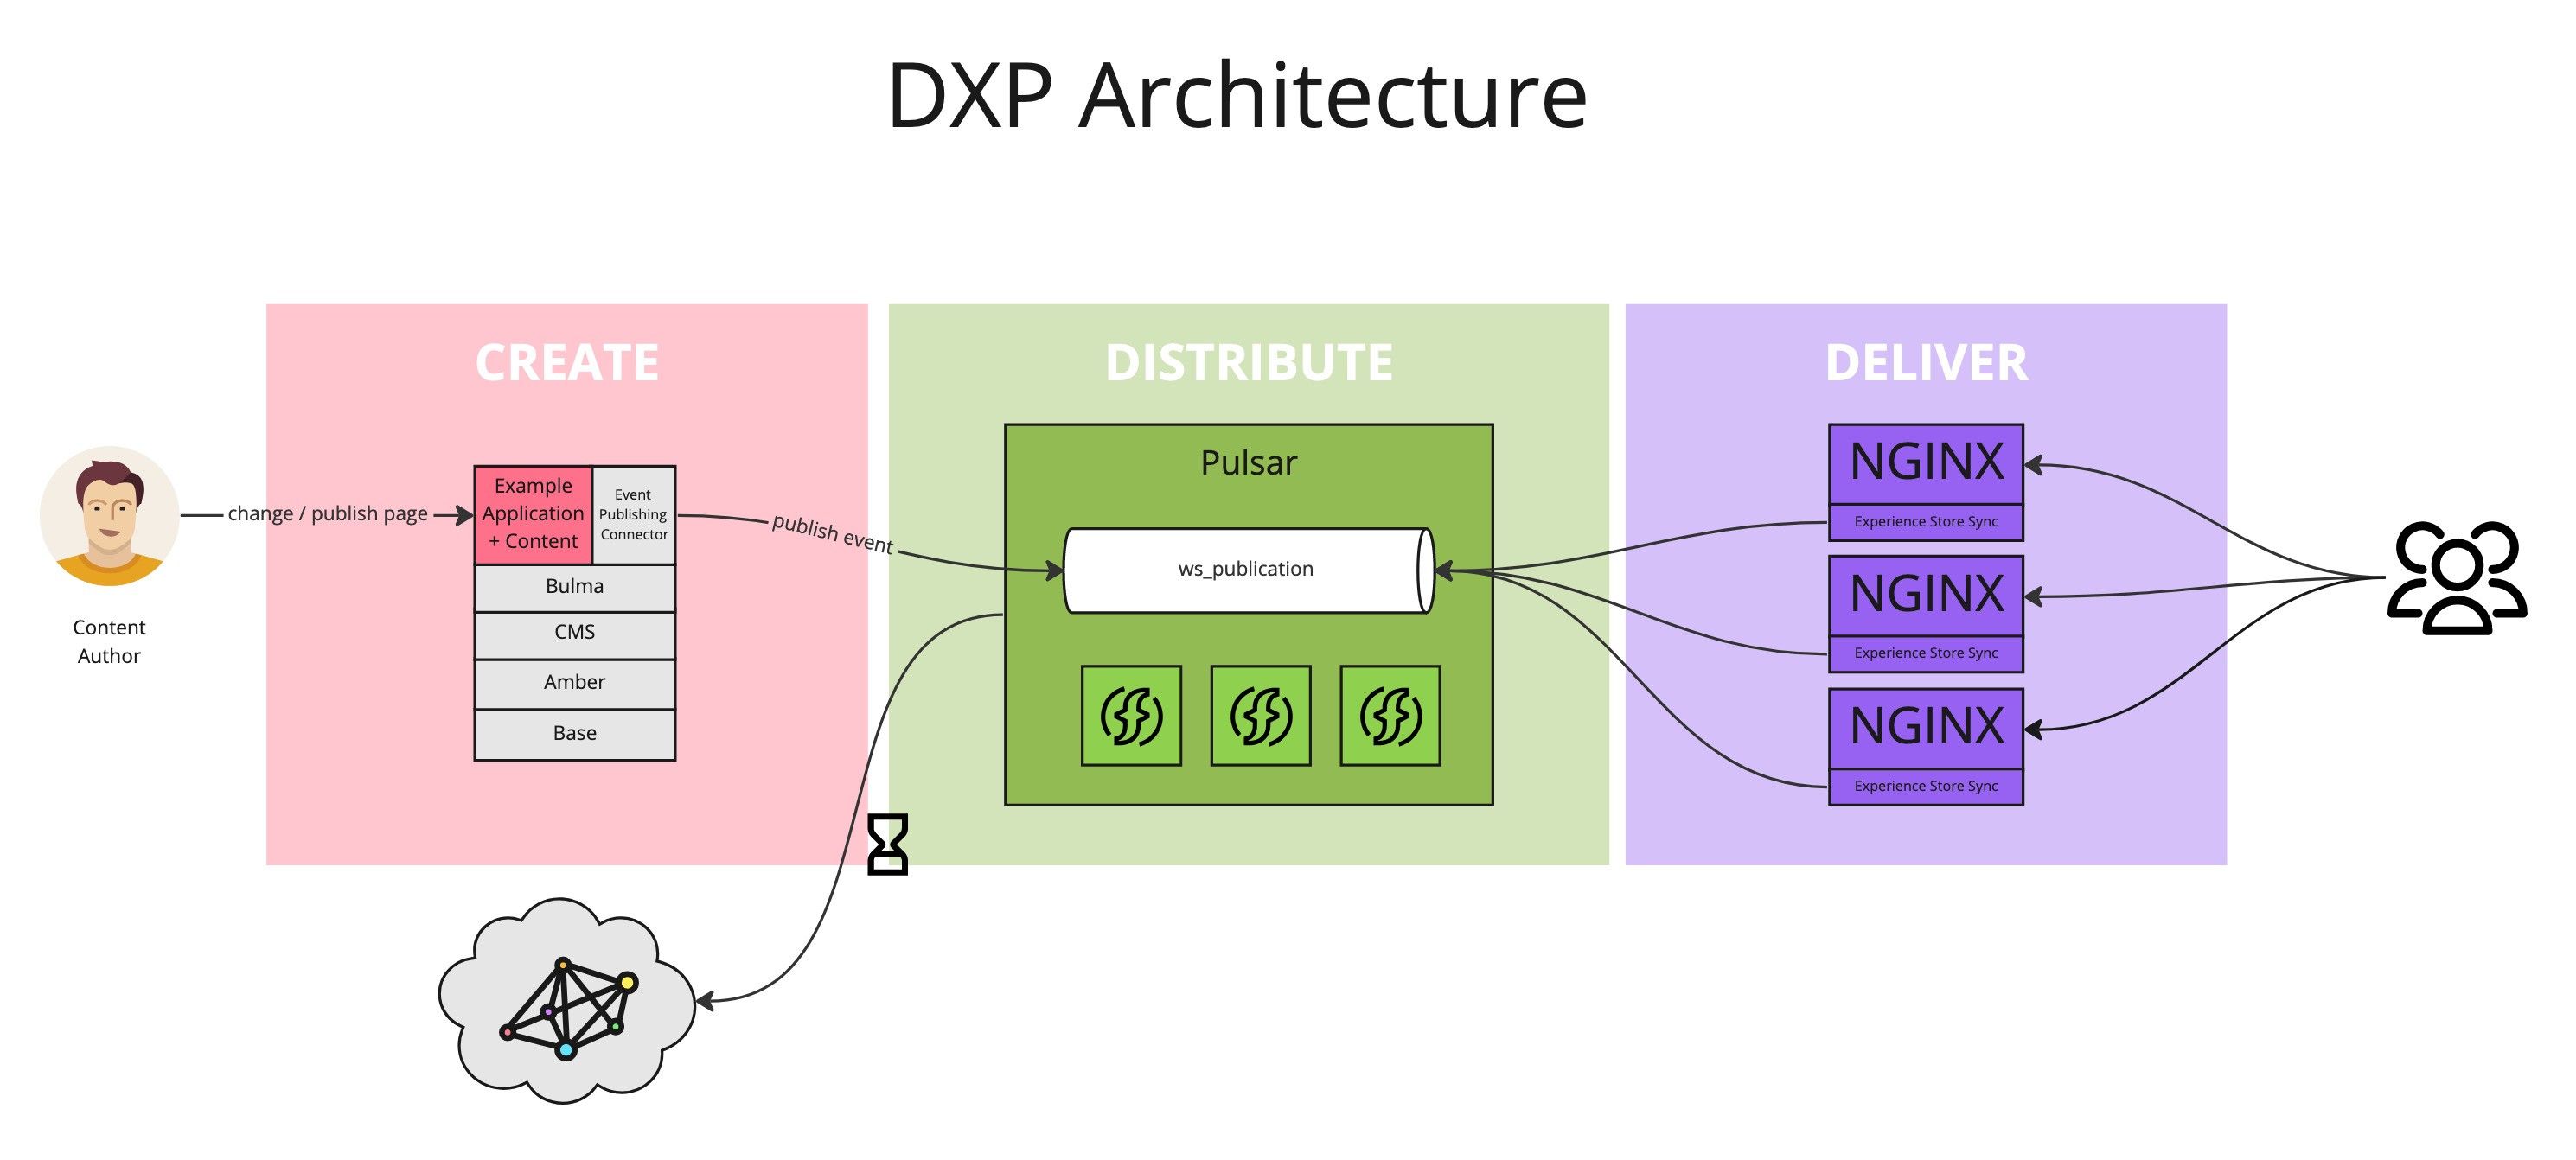 DXP Architecture
CREATE
DISTRIBUTE
DELIVER
Content
Author
change / publish page
Example
Application
+ Content
Event
Publishing
Connector
Bulma
CMS
Amber
Base
publish event
Pulsar
ws_publication
NGINX
Experience Store Sync
NGINX
Experience Store Sync
NGINX
Experience Store Sync